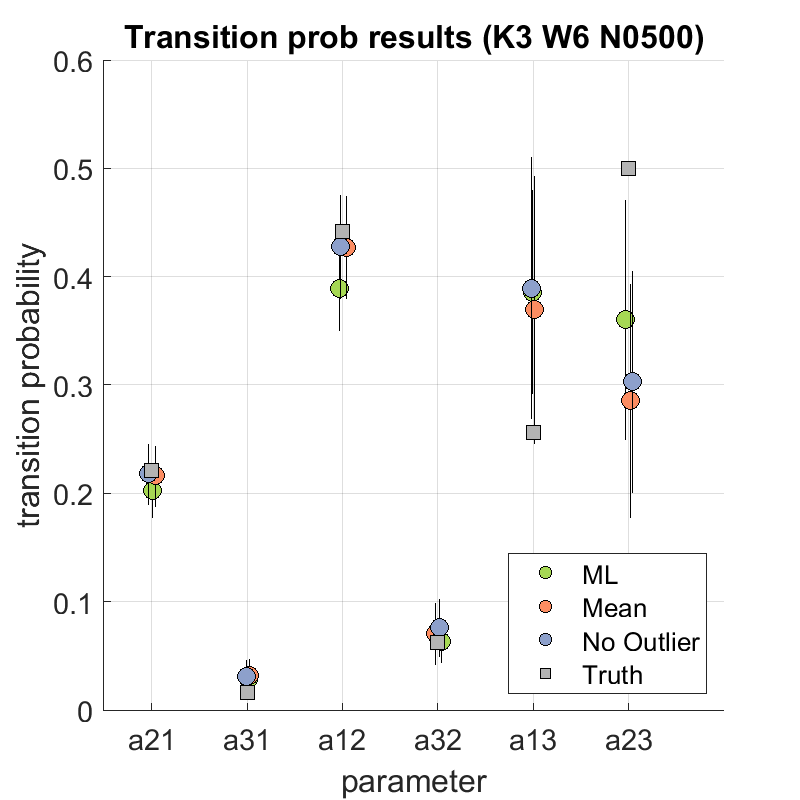 Transition prob results (K3 W6 N0500)
0.6
0.5
0.4
0.3
0.2
0.1
0
transition probability
a21 a31 a12 a32 a13 a23
parameter
ML
Mean
No Outlier
Truth